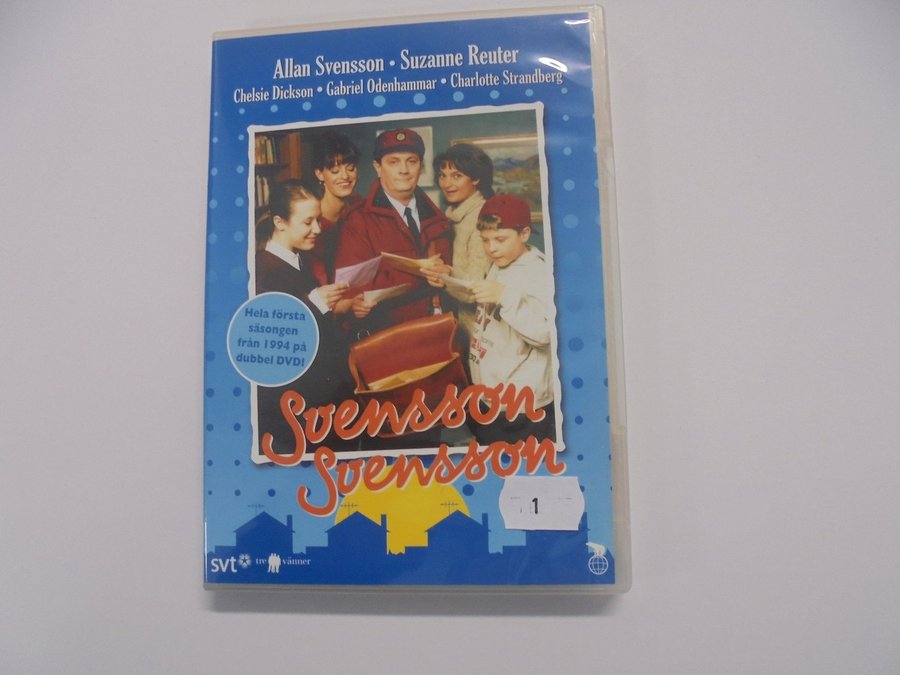 Allan Svensson • Suzanne Reuter
Chelsie Dickson • Gabriel Odenhammar • Charlotte Strandberg
Hela första
säsongen
från 1994 på
dubbel DVD!
Svensson
Svensson
1
svt
tre vänner